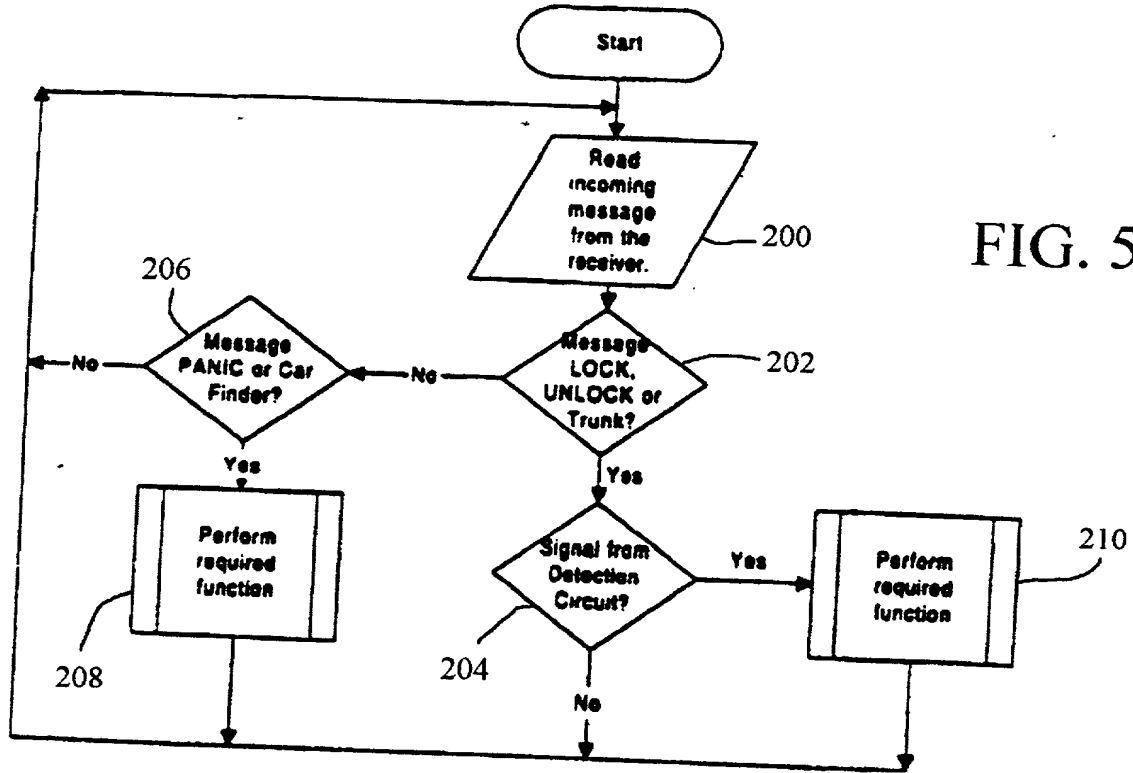 Start
Read
incoming
message
from the
receiver.
200
FIG. 5
206
Message
PANIC or Car
Finder?
No
No
Message
LOCK,
UNLOCK or
Trunk?
202
Yes
Yes
Perform
required
function
208
Signal from
Detection
Circuit?
204
Yes
Perform
required
function
210
No